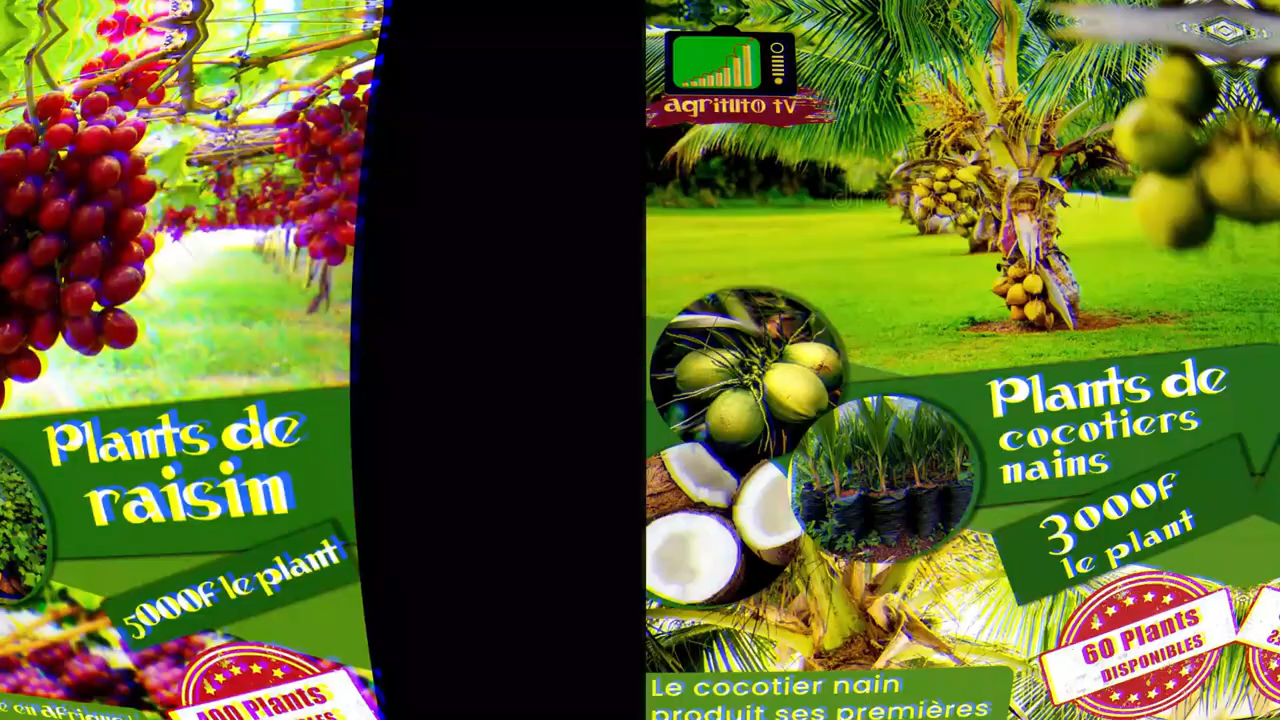 Plants de
raisin
5000F le plant
400 Plants
agritito tv
Plants de
cocotiers
nains
3000F
le plant
60 Plants
DISPONIBLES
Le cocotier nain
produit ses premières